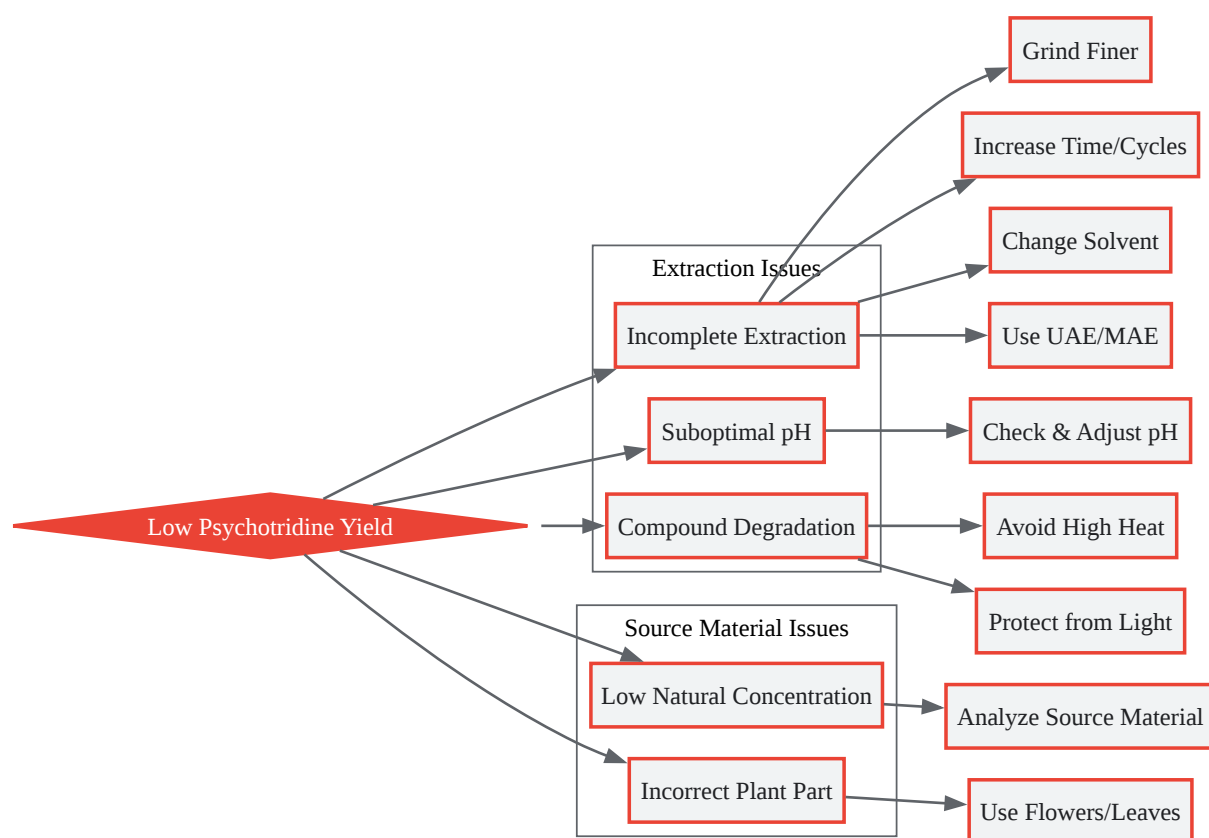 Grind Finer
Increase Time/Cycles
Change Solvent
Extraction Issues
Incomplete Extraction
Use UAE/MAE
Suboptimal pH
Check & Adjust pH
Low Psychotridine Yield
Compound Degradation
Avoid High Heat
Protect from Light
Source Material Issues
Low Natural Concentration
Analyze Source Material
Incorrect Plant Part
Use Flowers/Leaves